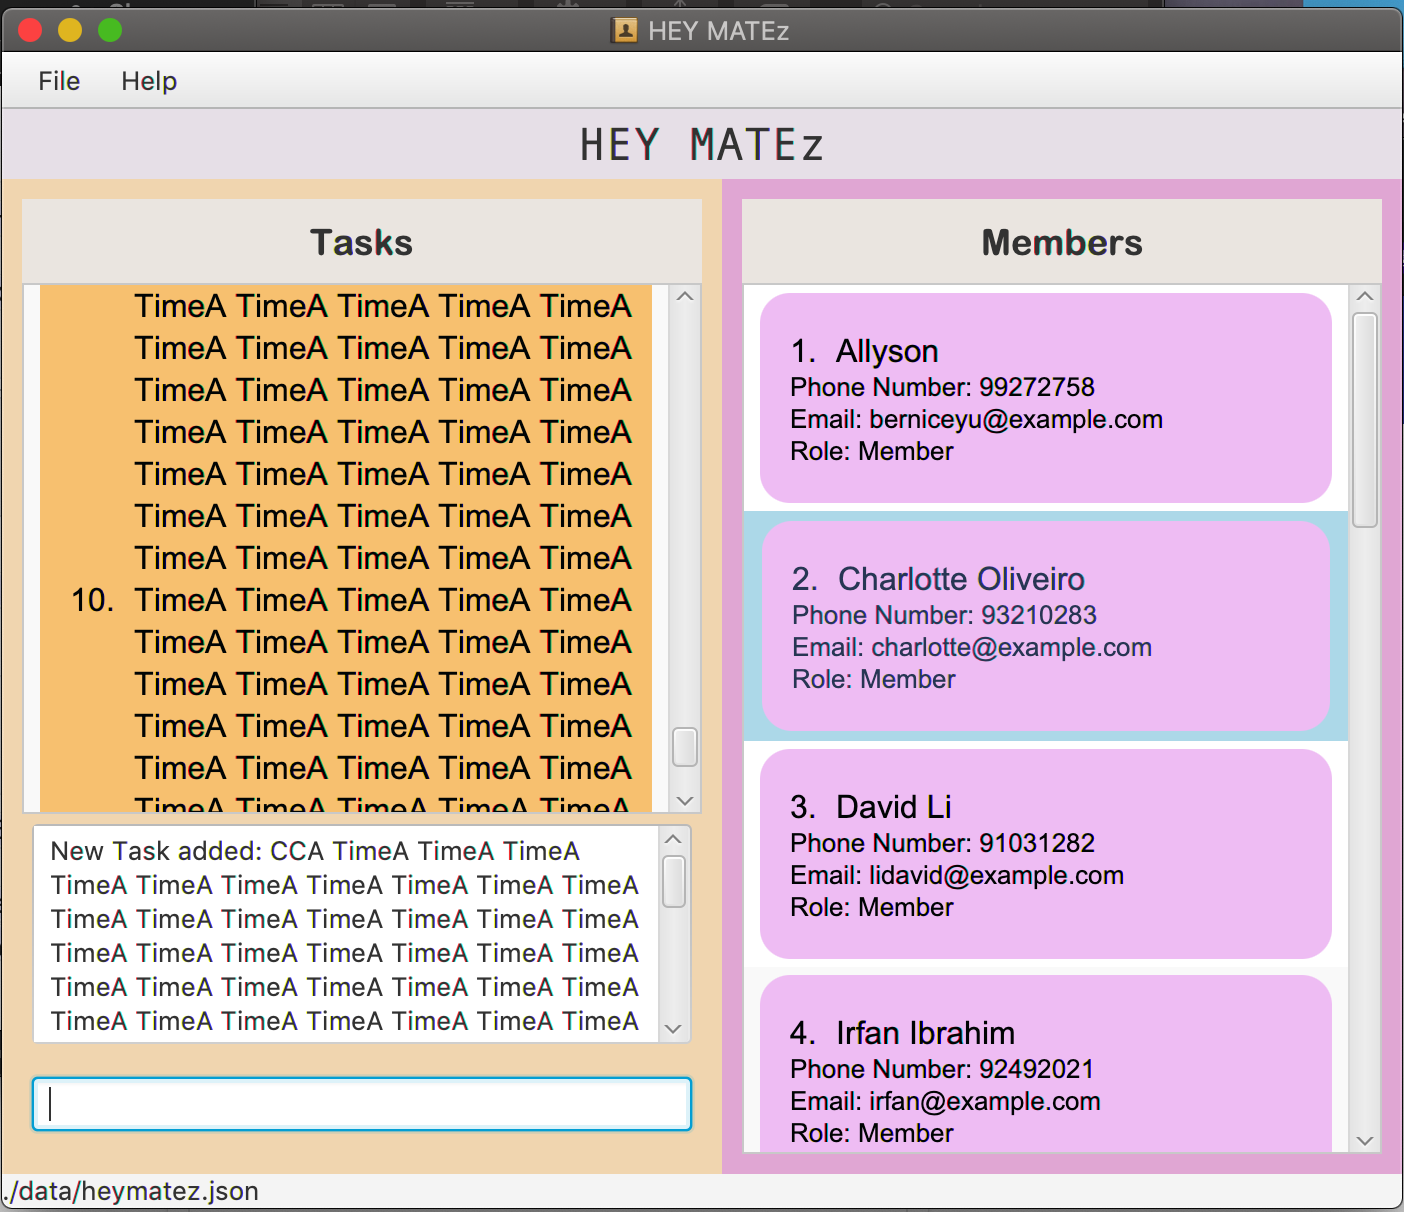 HEY MATEz
File Help
HEY MATEz
Tasks
TimeA TimeA TimeA TimeA TimeA
TimeA TimeA TimeA TimeA TimeA
TimeA TimeA TimeA TimeA TimeA
TimeA TimeA TimeA TimeA TimeA
TimeA TimeA TimeA TimeA TimeA
TimeA TimeA TimeA TimeA TimeA
TimeA TimeA TimeA TimeA TimeA
10. TimeA TimeA TimeA TimeA TimeA
TimeA TimeA TimeA TimeA TimeA
TimeA TimeA TimeA TimeA TimeA
TimeA TimeA TimeA TimeA TimeA
TimeA TimeA TimeA TimeA TimeA
TimeA TimeA TimeA TimeA TimeA
New Task added: CCA TimeA TimeA TimeA
TimeA TimeA TimeA TimeA TimeA TimeA TimeA
TimeA TimeA TimeA TimeA TimeA TimeA TimeA
TimeA TimeA TimeA TimeA TimeA TimeA TimeA
TimeA TimeA TimeA TimeA TimeA TimeA TimeA
TimeA TimeA TimeA TimeA TimeA TimeA TimeA
Members
1. Allyson
Phone Number: 99272758
Email: berniceyu@example.com
Role: Member
2. Charlotte Oliveiro
Phone Number: 93210283
Email: charlotte@example.com
Role: Member
3. David Li
Phone Number: 91031282
Email: lidavid@example.com
Role: Member
4. Irfan Ibrahim
Phone Number: 92492021
Email: irfan@example.com
Role: Member
./data/heymatez.json